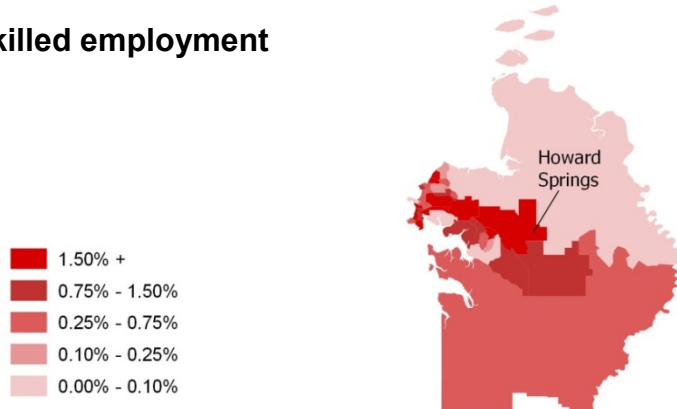 killed employment
Howard
Springs
1.50% +
0.75% - 1.50%
0.25% - 0.75%
0.10% - 0.25%
0.00% - 0.10%